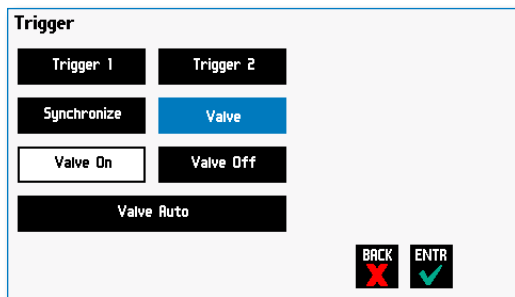 Trigger
Trigger 1 Trigger 2
Synchronize Valve
Valve On Valve Off
Valve Auto
BACK ENTR